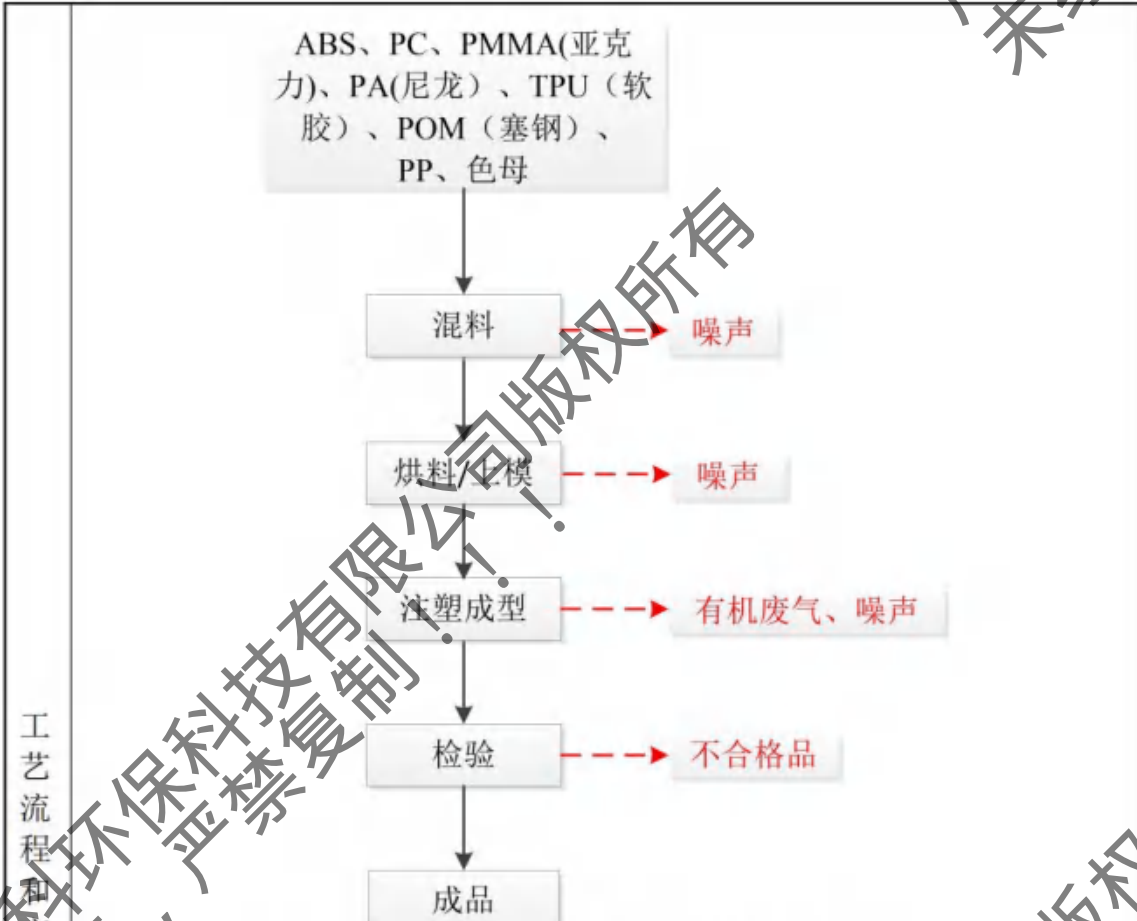 ABS、PC、PMMA(亚克
力)、PA(尼龙）、TPU（软
胶）、POM（塞钢）、
PP、色母
混料
噪声
烘料/上模
噪声
注塑成型
有机废气、噪声
检验
不合格品
成品
工
艺
流
程
和
科环保科技有限公司版权所有
严禁复制！！！
版权